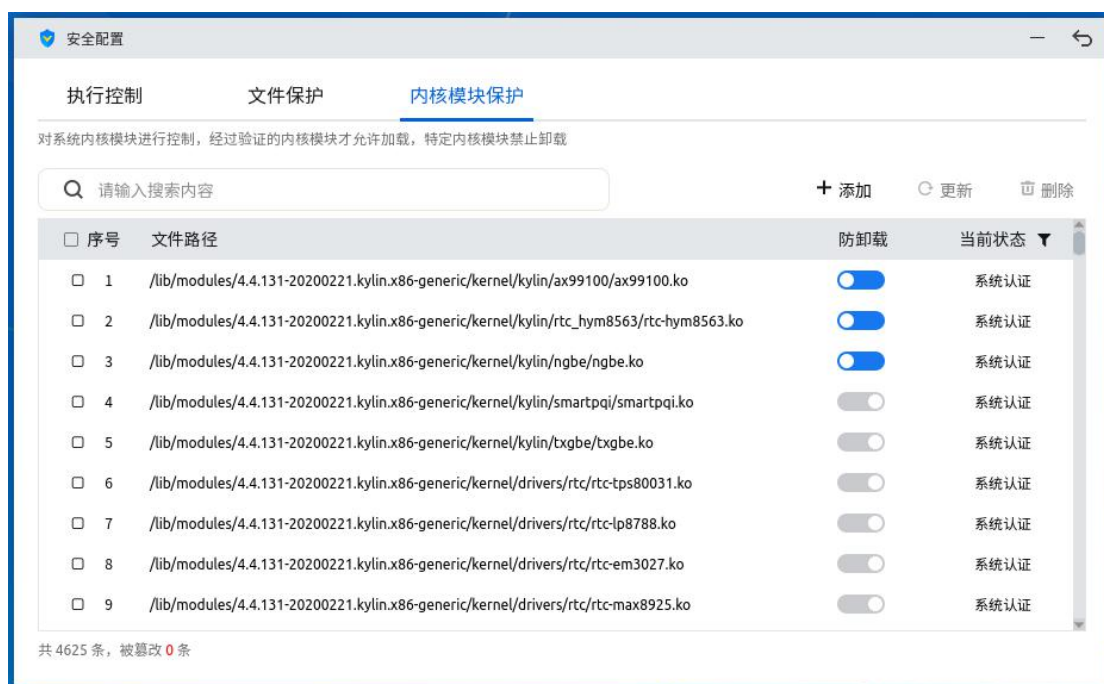 安全配置
执行控制 文件保护 内核模块保护
对系统内核模块进行控制，经过验证的内核模块才允许加载，特定内核模块禁止卸载
请输入搜索内容 添加 更新 删除
序号 文件路径 防卸载 当前状态
1 /lib/modules/4.4.131-20200221.kylin.x86-generic/kernel/kylin/ax99100/ax99100.ko 系统认证
2 /lib/modules/4.4.131-20200221.kylin.x86-generic/kernel/kylin/rtc_hym8563/rtc-hym8563.ko 系统认证
3 /lib/modules/4.4.131-20200221.kylin.x86-generic/kernel/kylin/ngbe/ngbe.ko 系统认证
4 /lib/modules/4.4.131-20200221.kylin.x86-generic/kernel/kylin/smartpqi/smartpqi.ko 系统认证
5 /lib/modules/4.4.131-20200221.kylin.x86-generic/kernel/kylin/txgbe/txgbe.ko 系统认证
6 /lib/modules/4.4.131-20200221.kylin.x86-generic/kernel/drivers/rtc/rtc-tps80031.ko 系统认证
7 /lib/modules/4.4.131-20200221.kylin.x86-generic/kernel/drivers/rtc/rtc-lp8788.ko 系统认证
8 /lib/modules/4.4.131-20200221.kylin.x86-generic/kernel/drivers/rtc/rtc-em3027.ko 系统认证
9 /lib/modules/4.4.131-20200221.kylin.x86-generic/kernel/drivers/rtc/rtc-max8925.ko 系统认证
共 4625 条，被篡改 0 条